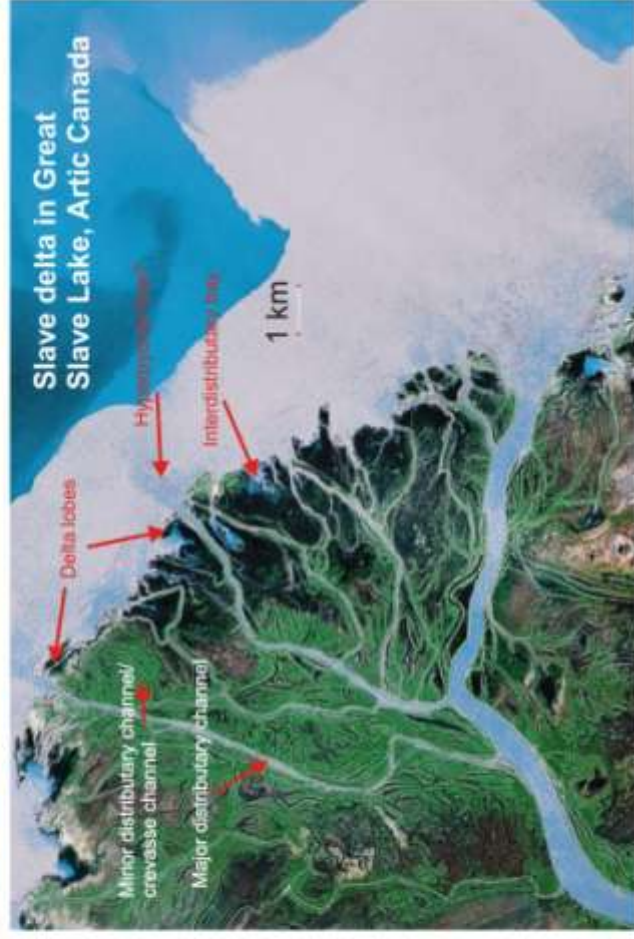 Slave delta in Great
Slave Lake, Artic Canada
Delta lobes
Interdistributary bay
1 km
Minor distributary channel/
crevasse channel
Major distributary channel